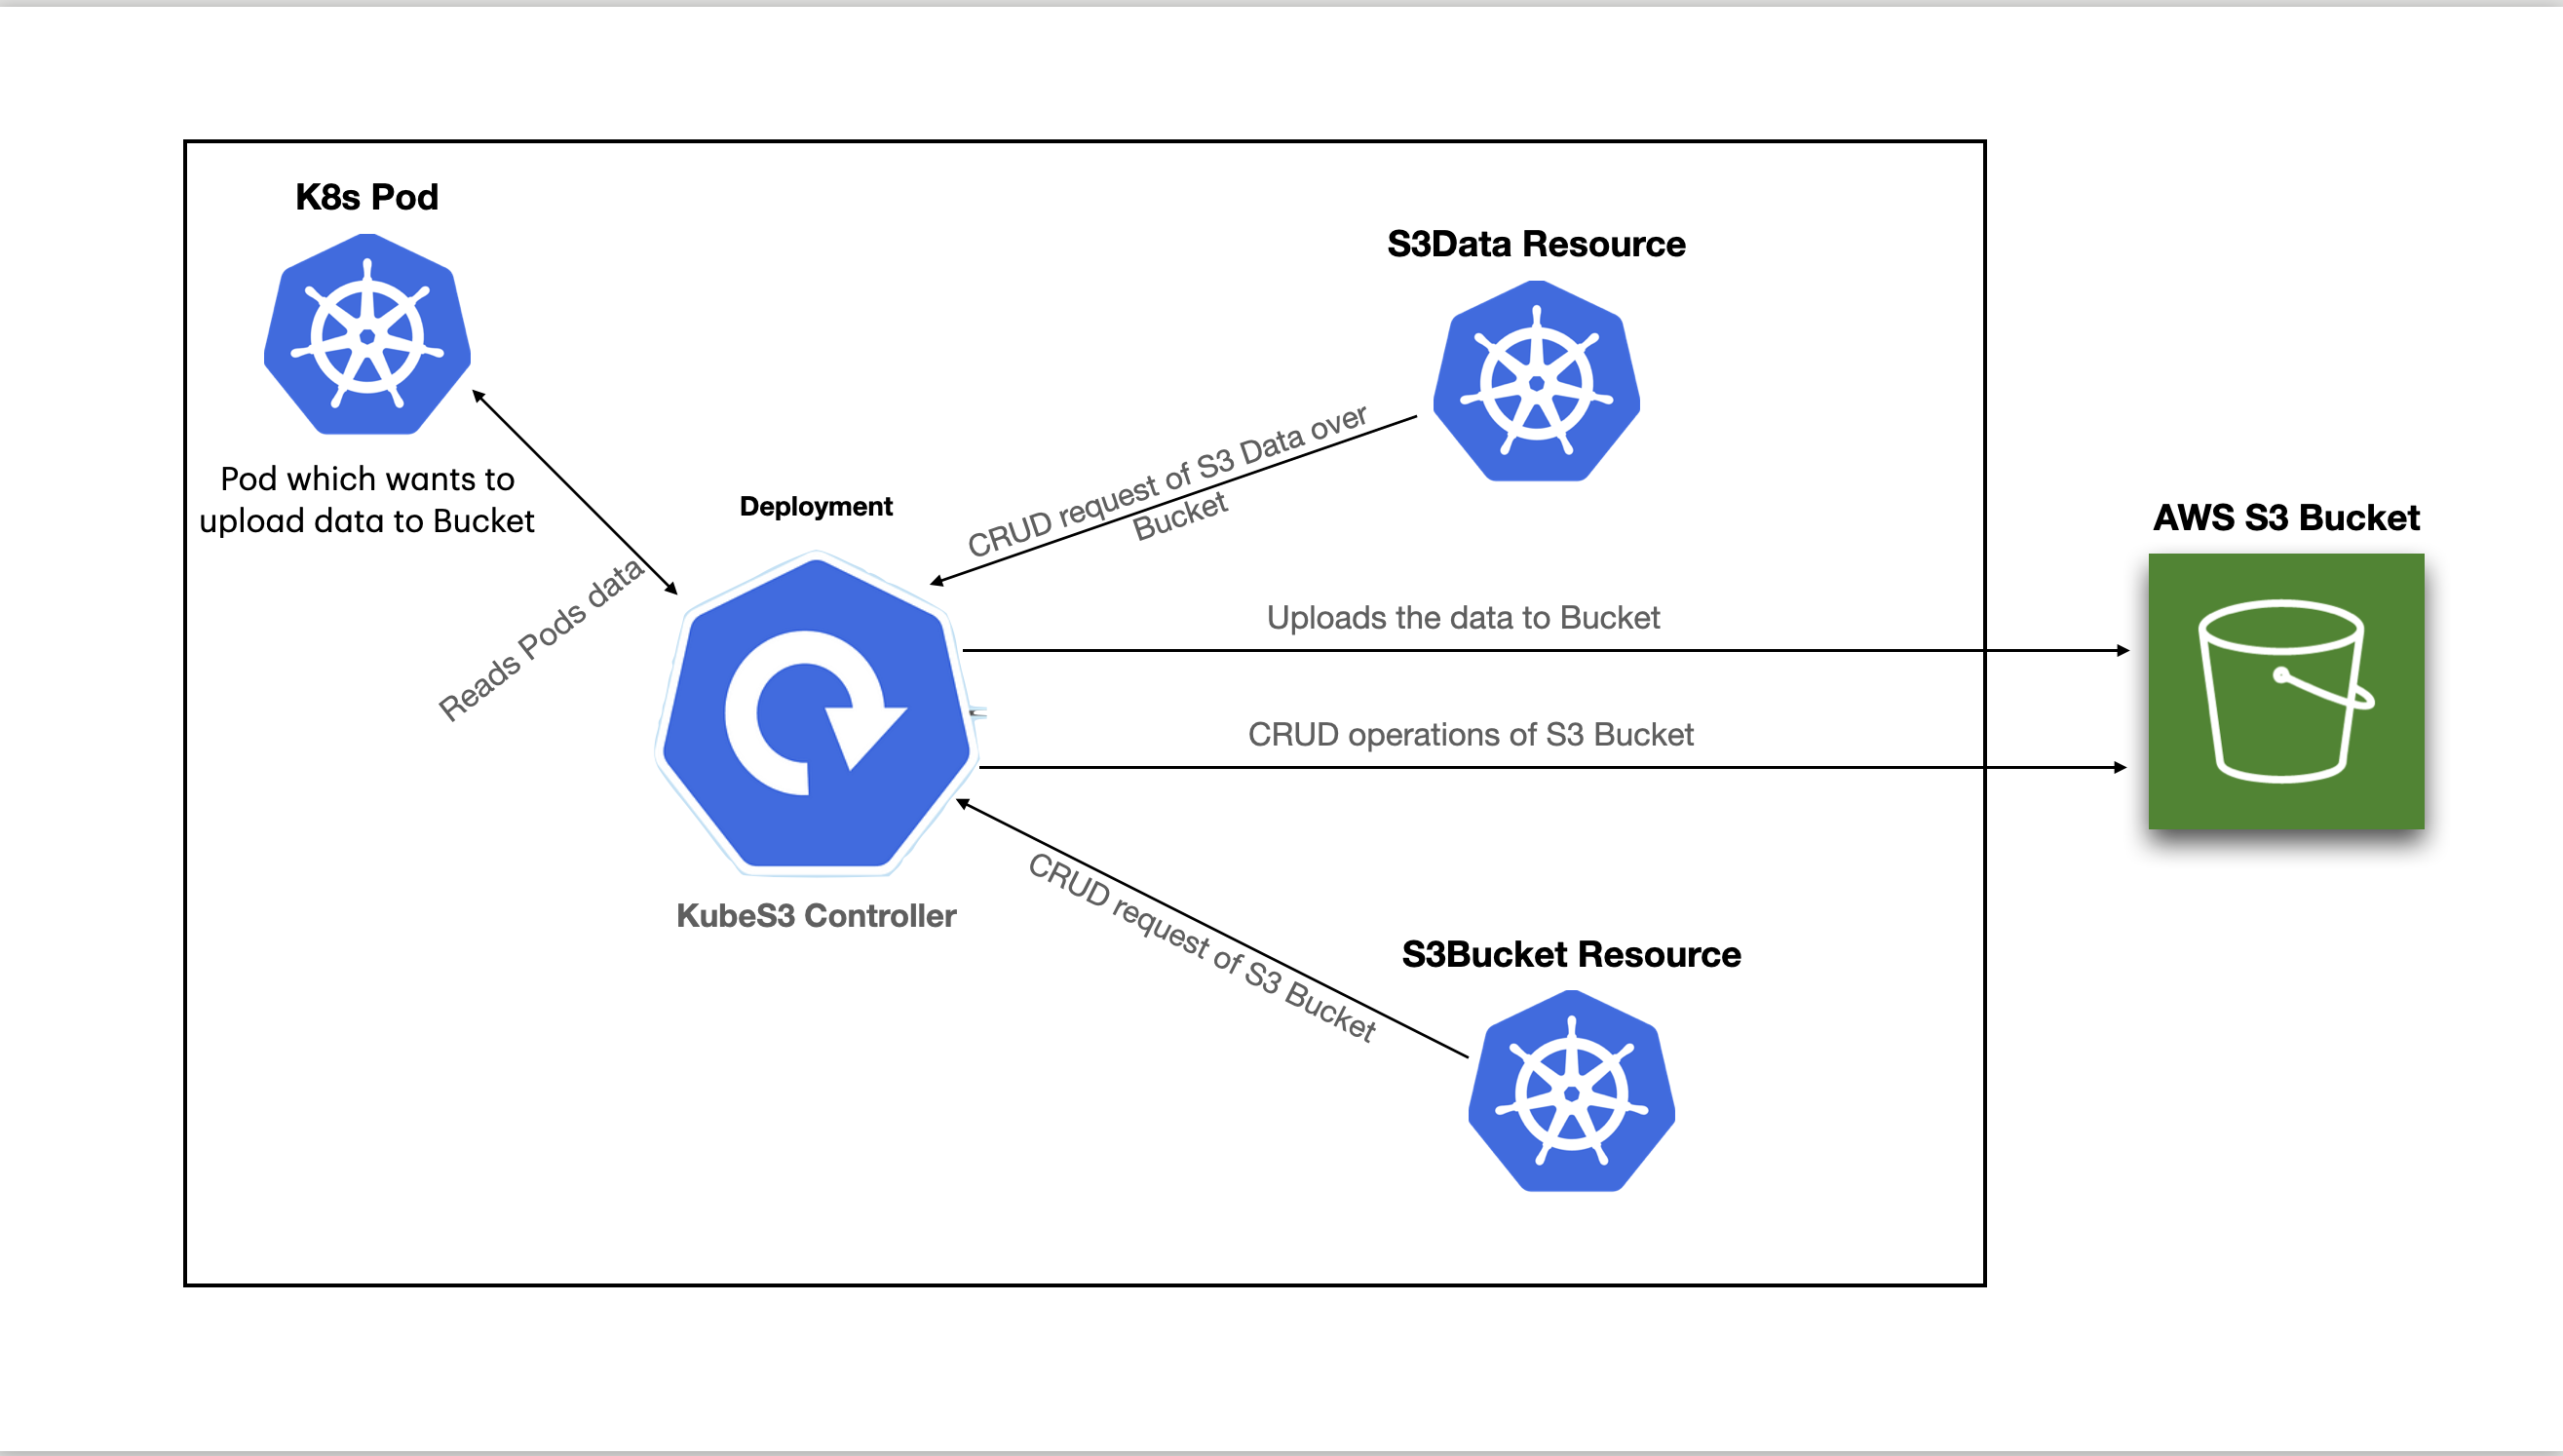 K8s Pod
Pod which wants to
upload data to Bucket
Reads Pods data
Deployment
KubeS3 Controller
S3Data Resource
CRUD request of S3 Data over
Bucket
Uploads the data to Bucket
CRUD operations of S3 Bucket
CRUD request of S3 Bucket
S3Bucket Resource
AWS S3 Bucket